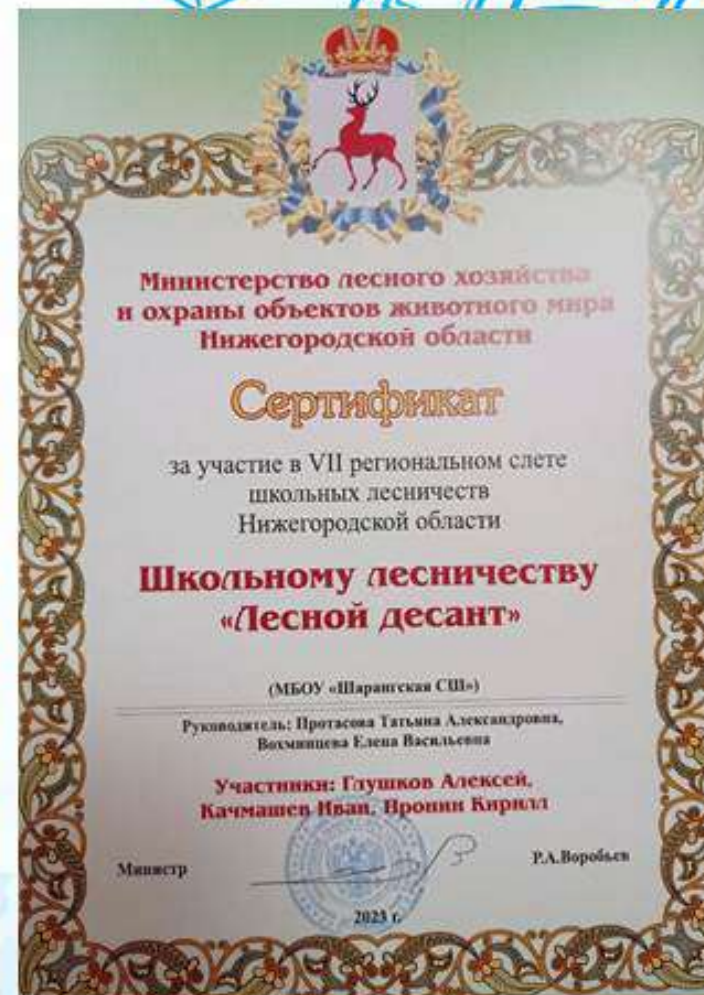 Министерство лесного хозяйства
и охраны объектов животного мира
Нижегородской области
Сертификат
за участие в VII региональном слете
школьных лесничеств
Нижегородской области
Школьному лесничеству
«Лесной десант»
(МБОУ «Шарангская СШ»)
Руководитель: Протасова Татьяна Александровна,
Вохминцева Елена Васильевна
Участники: Глушков Алексей,
Качмашев Иван, Пронин Кирилл
Министр
Р.А.Воробьев
2023 г.